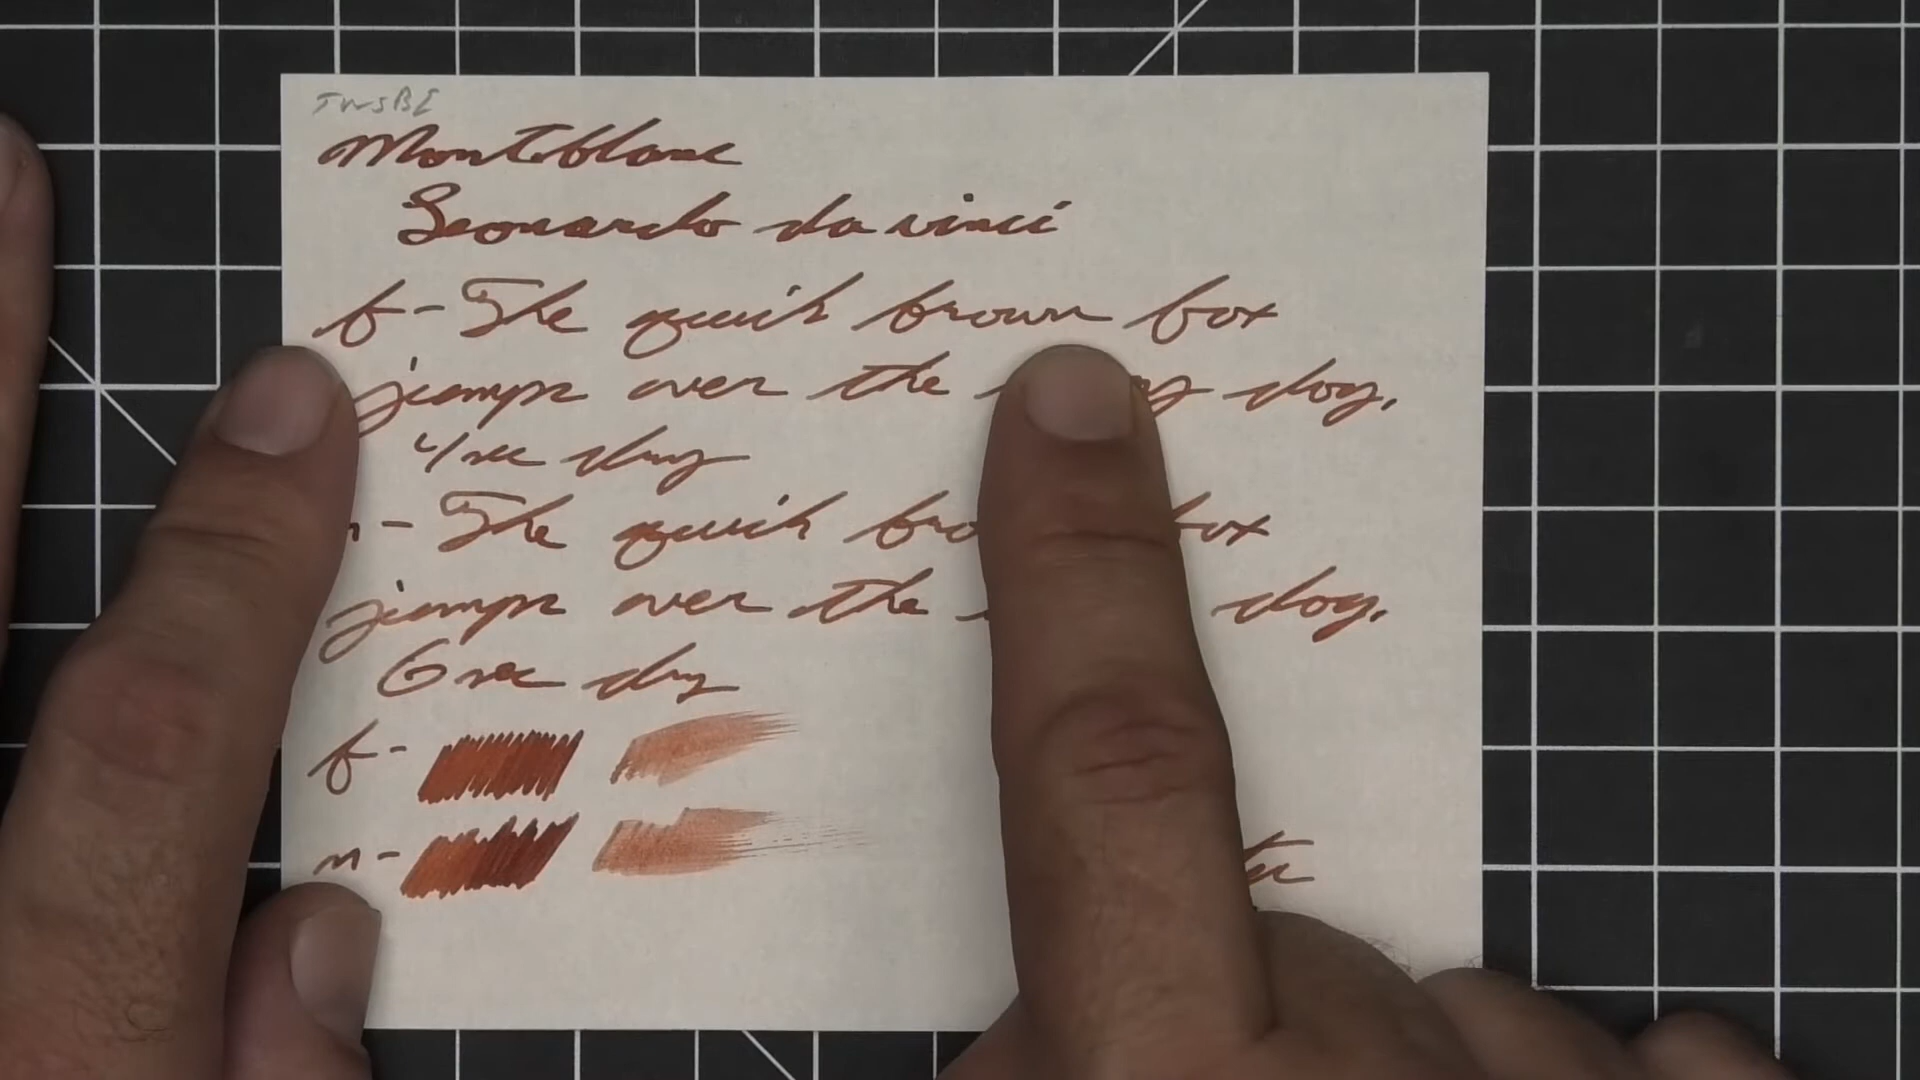 TWSBI
Montblanc
Leonardo da vinci
f - The quick brown fox
jumps over the dog.
4 sec dry
- The quick fox
jumps over the dog.
6 sec dry
f -
m -